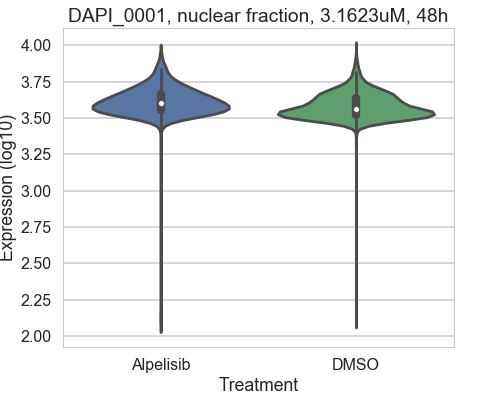 DAPI_0001, nuclear fraction, 3.1623uM, 48h
4.00
3.75
3.50
3.25
3.00
2.75
2.50
2.25
2.00
Expression (log10)
Alpelisib
DMSO
Treatment